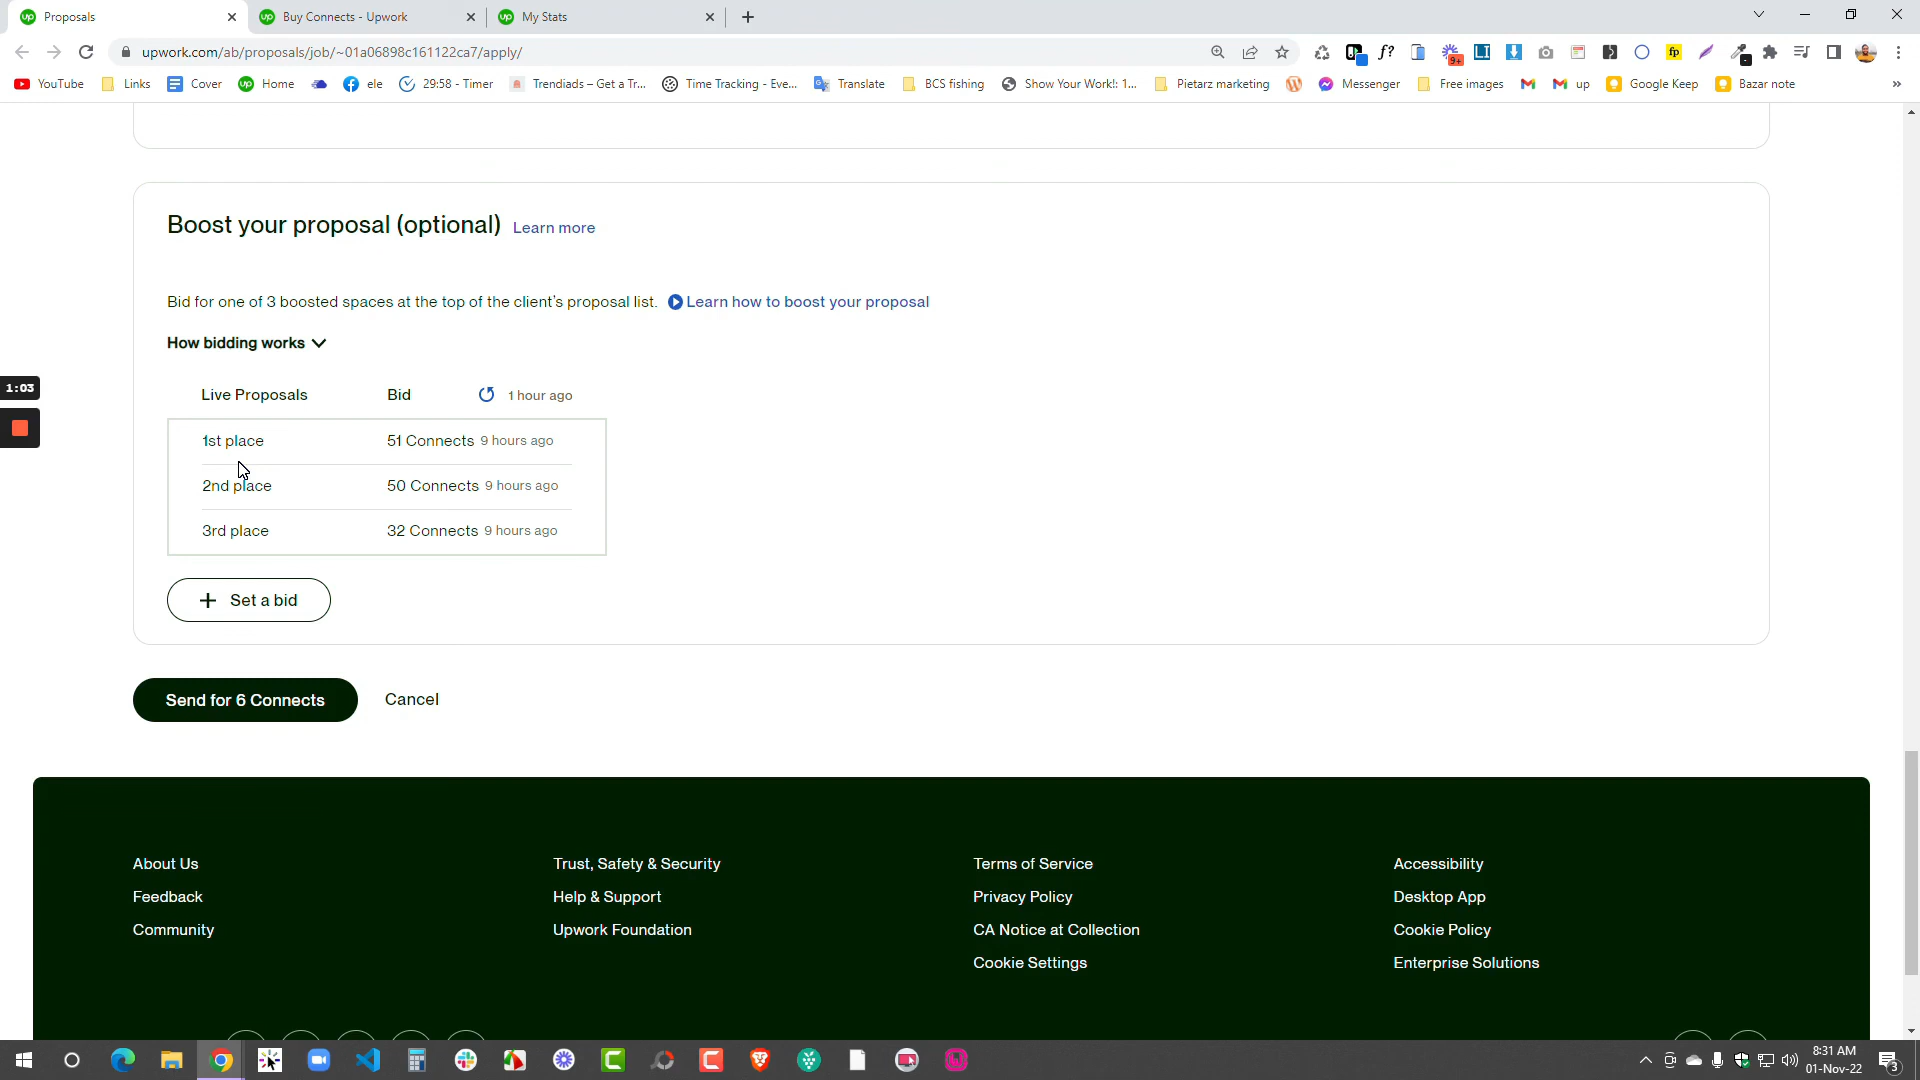 Proposals
Buy Connects - Upwork
My Stats
upwork.com/ab/proposals/job/~01a06898c161122ca7/apply/
YouTube Links Cover Home ele 29:58 - Timer Trendiads – Get a Tr... Time Tracking - Eve... Translate BCS fishing Show Your Work!: 1... Pietarz marketing Messenger Free images up Google Keep Bazar note »
Boost your proposal (optional) Learn more
Bid for one of 3 boosted spaces at the top of the client's proposal list. Learn how to boost your proposal
How bidding works
1:03
Live Proposals Bid 1 hour ago
1st place 51 Connects 9 hours ago
2nd place 50 Connects 9 hours ago
3rd place 32 Connects 9 hours ago
+ Set a bid
Send for 6 Connects Cancel
About Us Trust, Safety & Security Terms of Service Accessibility
Feedback Help & Support Privacy Policy Desktop App
Community Upwork Foundation CA Notice at Collection Cookie Policy
Cookie Settings Enterprise Solutions
8:31 AM
01-Nov-22
3